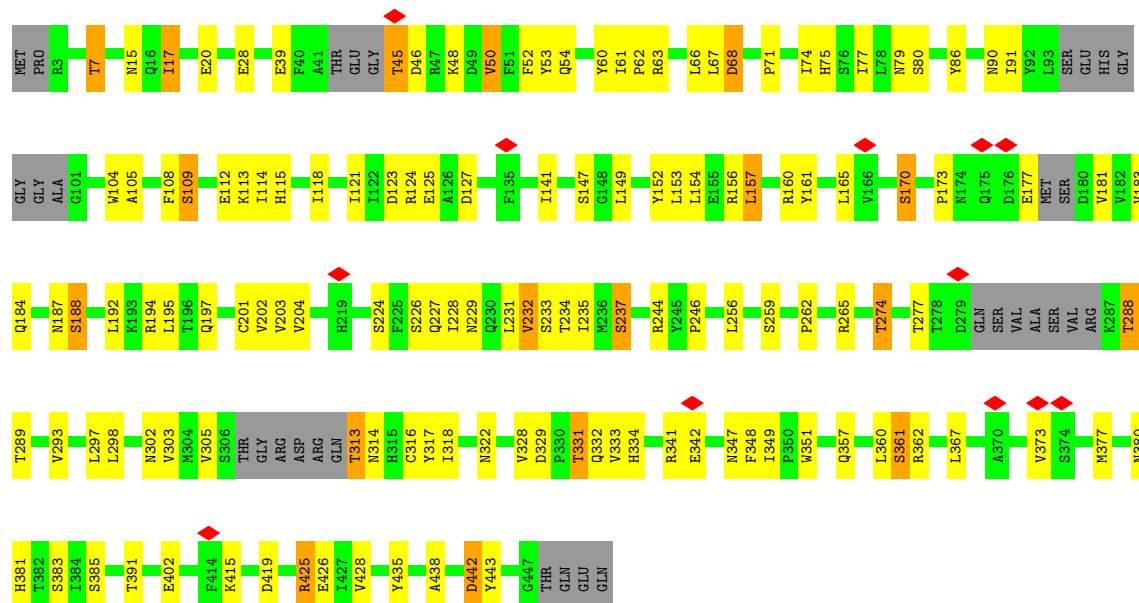 MET PRO R3 T7 N15 Q16 I17 E20 E28 E39 F40 A41 THR GLU GLY T45 D46 R47 K48 D49 V50 F51 F52 Y53 Q54 Y60 I61 P62 R63 L66 L67 D68 P71 I74 H75 S76 I77 L78 N79 S80 Y86 N90 I91 Y92 L93 SER GLU HIS GLY
GLY GLY ALA G101 W104 A105 F108 S109 E112 K113 I114 H115 I118 I121 I122 D123 R124 E125 A126 D127 F135 I141 S147 G148 L149 Y152 L153 L154 E155 R156 L157 R160 Y161 L165 V166 S170 P173 N174 Q175 D176 E177 MET SER D180 V181 V182 V183
Q184 N187 S188 L192 K193 R194 L195 T196 Q197 C201 V202 V203 V204 H219 S224 F225 S226 Q227 I228 N229 Q230 L231 V232 S233 T234 I235 M236 S237 R244 Y245 P246 L256 S259 P262 R265 T274 T277 T278 D279 GLN SER VAL ALA SER VAL ARG K287 T288
T289 V293 L297 L298 N302 V303 M304 V305 S306 THR GLY ARG ASP ARG GLN T313 N314 H315 C316 Y317 I318 N322 V328 D329 P330 T331 Q332 V333 H334 R341 E342 N347 F348 I349 P350 W351 Q357 L360 S361 R362 L367 A370 V373 S374 M377 N380
H381 T382 S383 I384 S385 T391 E402 F414 K415 D419 R425 E426 I427 V428 Y435 A438 D442 Y443 G447 THR GLN GLU GLN